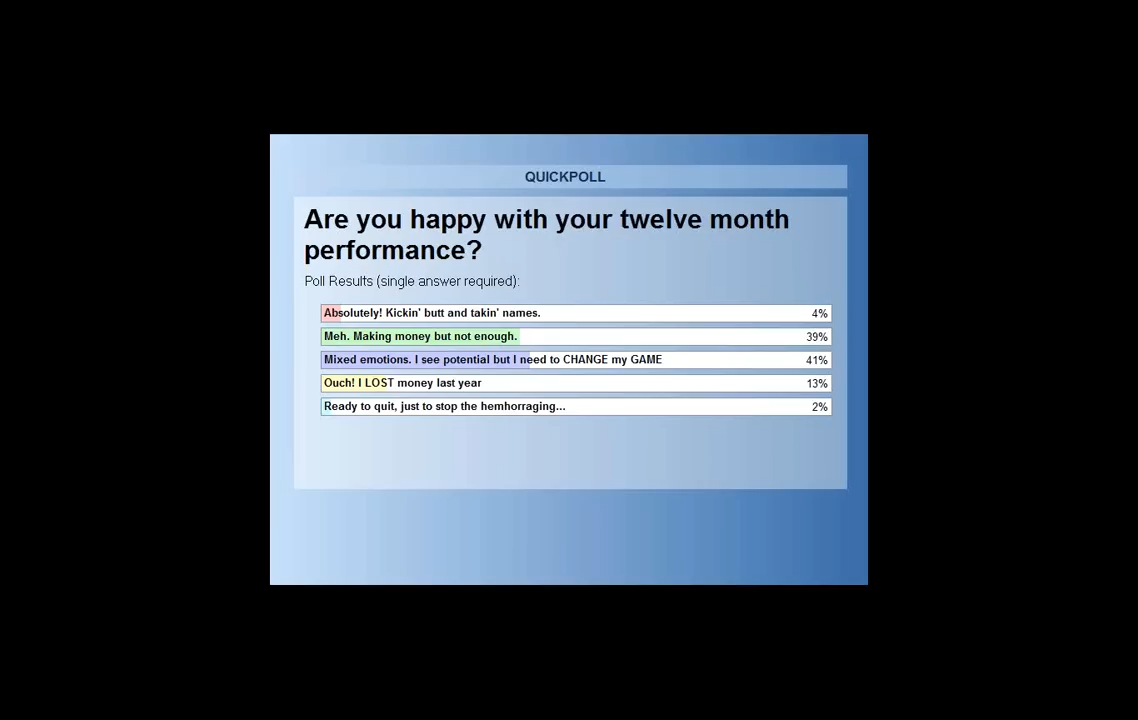 QUICKPOLL
Are you happy with your twelve month
performance?
Poll Results (single answer required):
Absolutely! Kickin' butt and takin' names. 4%
Meh. Making money but not enough. 39%
Mixed emotions. I see potential but I need to CHANGE my GAME 41%
Ouch! I LOST money last year 13%
Ready to quit, just to stop the hemhorraging... 2%